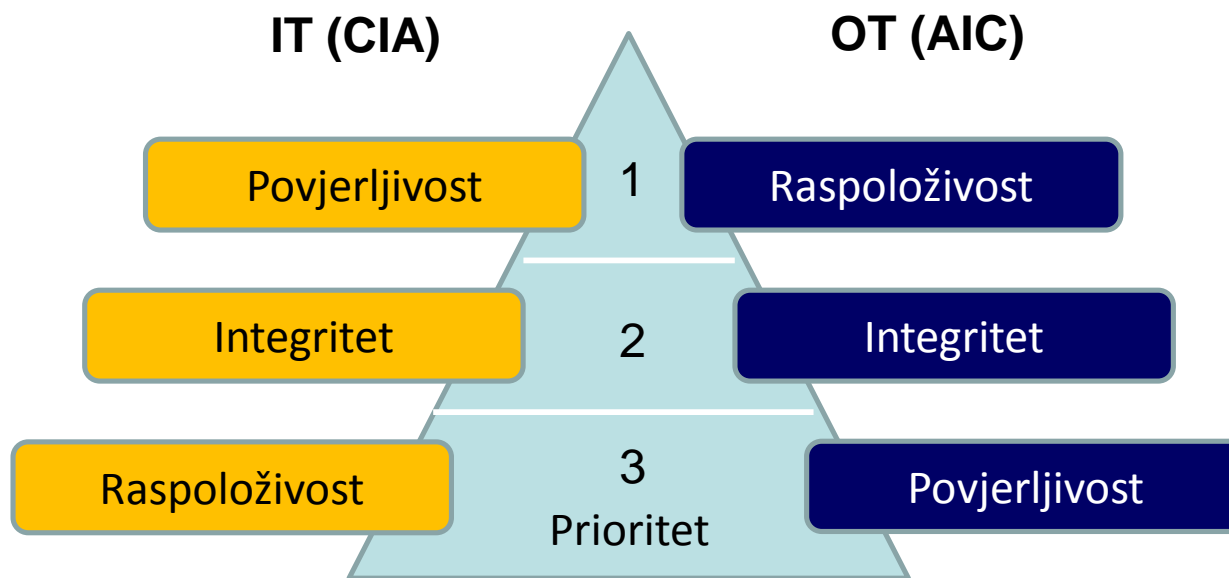 IT (CIA)
OT (AIC)
Povjerljivost
1
Raspoloživost
Integritet
2
Integritet
Raspoloživost
3
Prioritet
Povjerljivost